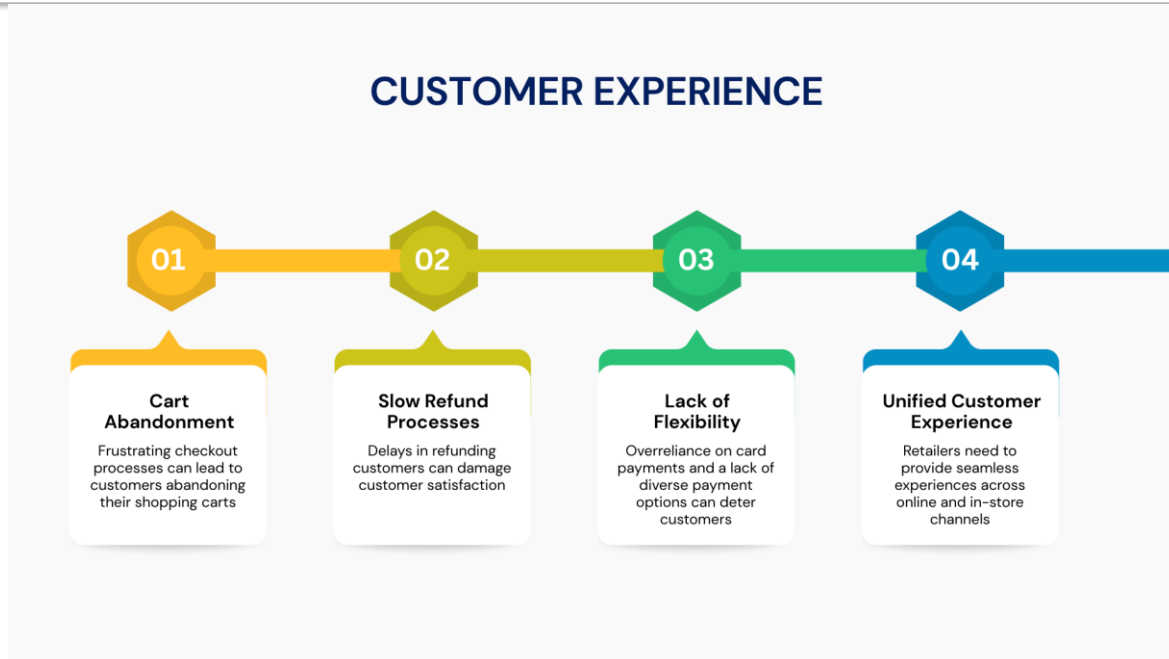 CUSTOMER EXPERIENCE
01
02
03
04
Cart
Abandonment
Frustrating checkout
processes can lead to
customers abandoning
their shopping carts
Slow Refund
Processes
Delays in refunding
customers can damage
customer satisfaction
Lack of
Flexibility
Overreliance on card
payments and a lack of
diverse payment
options can deter
customers
Unified Customer
Experience
Retailers need to
provide seamless
experiences across
online and in-store
channels